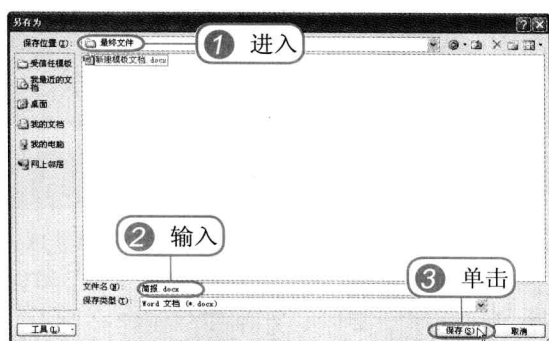 另存为
保存位置(I):
最终文件
1 进入
受信任模板
我最近的文档
桌面
我的文档
我的电脑
网上邻居
新建模板文档.docx
2 输入
文件名(N):
简报.docx
保存类型(T):
Word 文档 (*.docx)
3 单击
工具(L)
保存(S)
取消